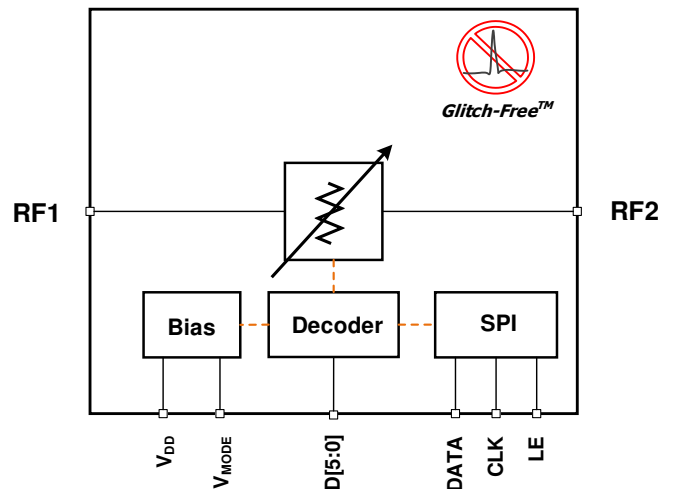 Glitch-Free™
RF1
RF2
Bias
Decoder
SPI
VDD
VMODE
D[5:0]
DATA
CLK
LE